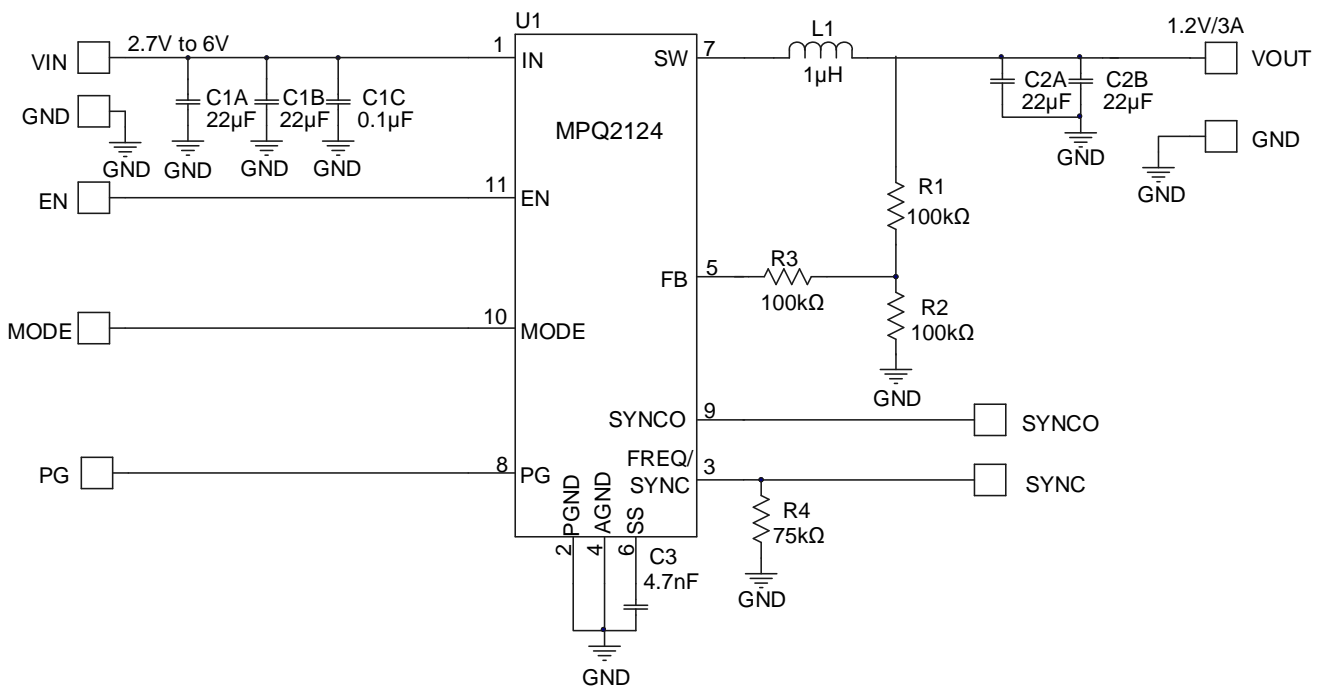 U1
VIN
2.7V to 6V
1
IN
SW
7
L1
1µH
1.2V/3A
VOUT
C1A
22µF
C1B
22µF
C1C
0.1µF
C2A
22µF
C2B
22µF
GND
GND
GND
GND
GND
MPQ2124
GND
GND
GND
EN
11
EN
R1
100kΩ
FB
5
R3
100kΩ
R2
100kΩ
GND
MODE
10
MODE
SYNCO
9
SYNCO
PG
8
PG
FREQ/
SYNC
3
SYNC
R4
75kΩ
GND
PGND
AGND
SS
2
4
6
C3
4.7nF
GND